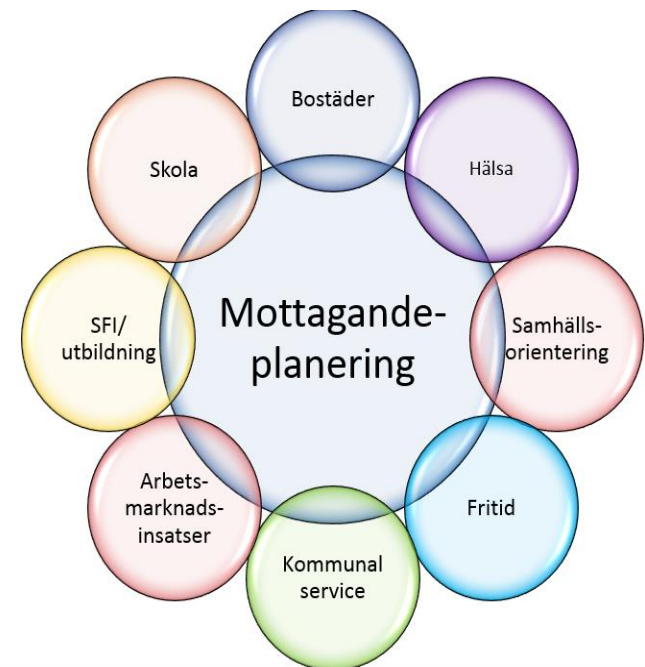 Bostäder
Skola
Hälsa
Mottagande-
planering
SFI/
utbildning
Samhälls-
orientering
Arbets-
marknads-
insatser
Fritid
Kommunal
service